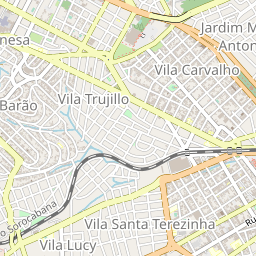 Jardim M
Anton
nesa
Vila Carvalho
Barão
Vila Trujillo
Sorocabana
Vila Santa Terezinha
Ru
Vila Lucy